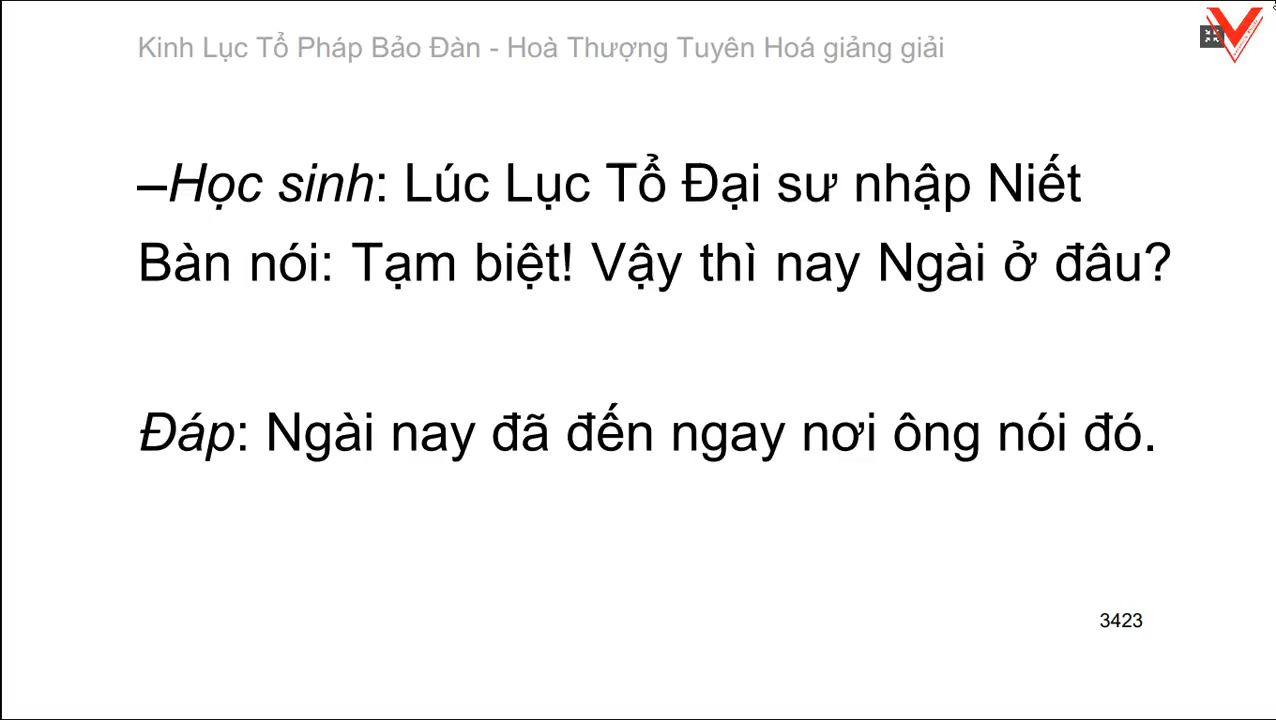 Kinh Lục Tổ Pháp Bảo Đàn - Hoà Thượng Tuyên Hoá giảng giải
–Học sinh: Lúc Lục Tổ Đại sư nhập Niết
Bàn nói: Tạm biệt! Vậy thì nay Ngài ở đâu?
Đáp: Ngài nay đã đến ngay nơi ông nói đó.
3423